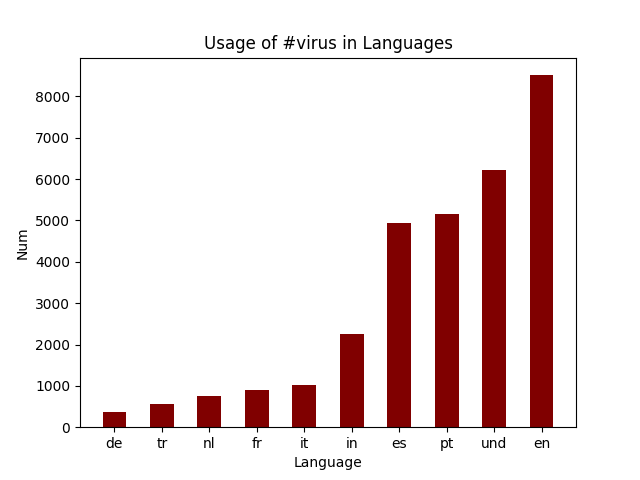 Usage of #virus in Languages
8000
7000
6000
5000
4000
3000
2000
1000
0
Num
de tr nl fr it in es pt und en
Language